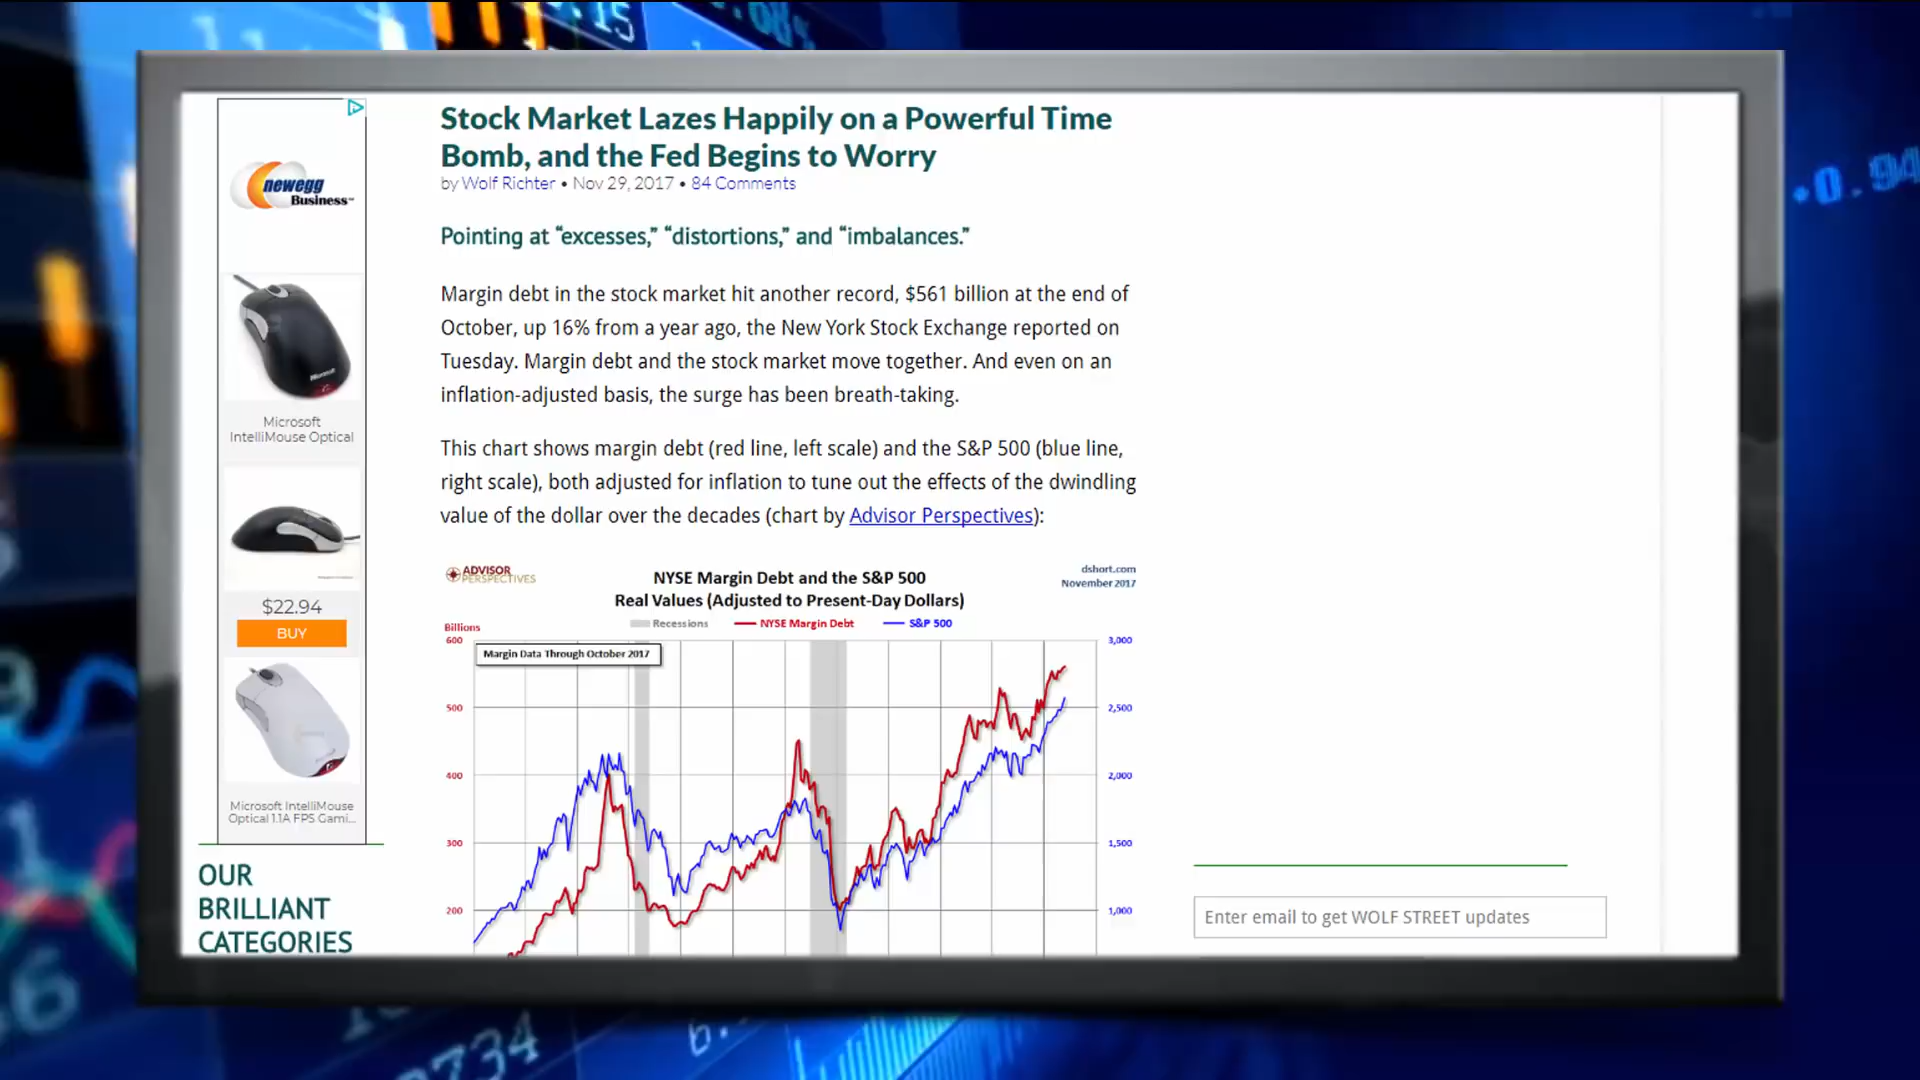 Stock Market Lazes Happily on a Powerful Time
Bomb, and the Fed Begins to Worry
by Wolf Richter • Nov 29, 2017 • 84 Comments
Pointing at “excesses,” “distortions,” and “imbalances.”
Margin debt in the stock market hit another record, $561 billion at the end of
October, up 16% from a year ago, the New York Stock Exchange reported on
Tuesday. Margin debt and the stock market move together. And even on an
inflation-adjusted basis, the surge has been breath-taking.
This chart shows margin debt (red line, left scale) and the S&P 500 (blue line,
right scale), both adjusted for inflation to tune out the effects of the dwindling
value of the dollar over the decades (chart by Advisor Perspectives):
ADVISOR
PERSPECTIVES
NYSE Margin Debt and the S&P 500
Real Values (Adjusted to Present-Day Dollars)
dshort.com
November 2017
Recessions NYSE Margin Debt S&P 500
Billions
Margin Data Through October 2017
600 3,000
500 2,500
400 2,000
300 1,500
200 1,000
newegg
Business
Microsoft
IntelliMouse Optical
$22.94
BUY
Microsoft IntelliMouse
Optical 1.1A FPS Gami...
OUR
BRILLIANT
CATEGORIES
Enter email to get WOLF STREET updates
.15
+0.94
0734